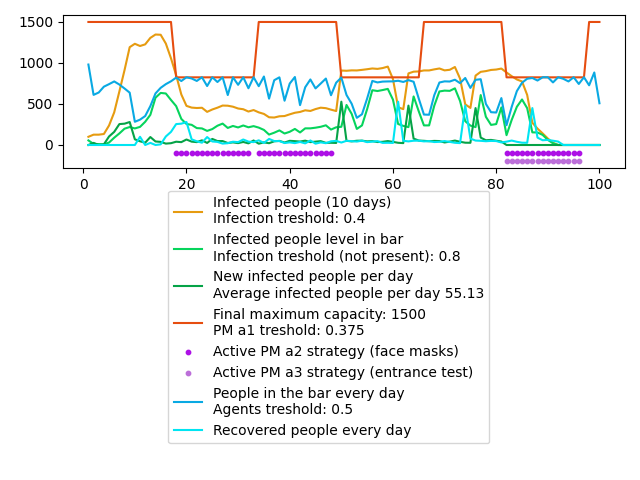 1500
1000
500
0
0 20 40 60 80 100
Infected people (10 days)
Infection treshold: 0.4
Infected people level in bar
Infection treshold (not present): 0.8
New infected people per day
Average infected people per day 55.13
Final maximum capacity: 1500
PM a1 treshold: 0.375
Active PM a2 strategy (face masks)
Active PM a3 strategy (entrance test)
People in the bar every day
Agents treshold: 0.5
Recovered people every day